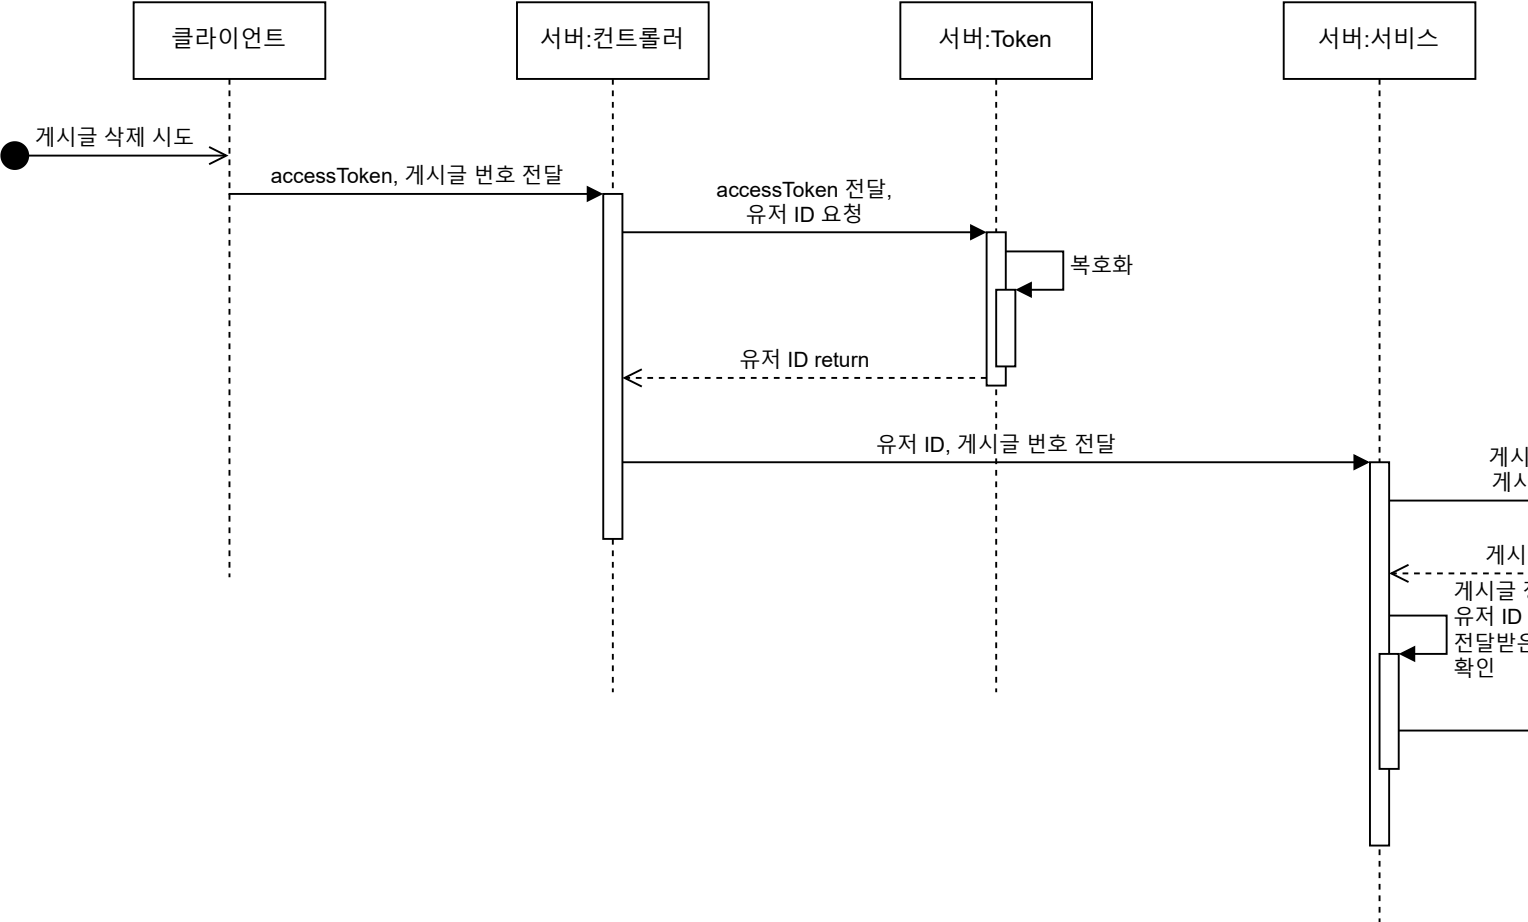 클라이언트
서버:컨트롤러
서버:Token
서버:서비스
게시글 삭제 시도
accessToken, 게시글 번호 전달
accessToken 전달,
유저 ID 요청
복호화
유저 ID return
유저 ID, 게시글 번호 전달
게시
게시
게시
게시글
유저 ID
전달받은
확인